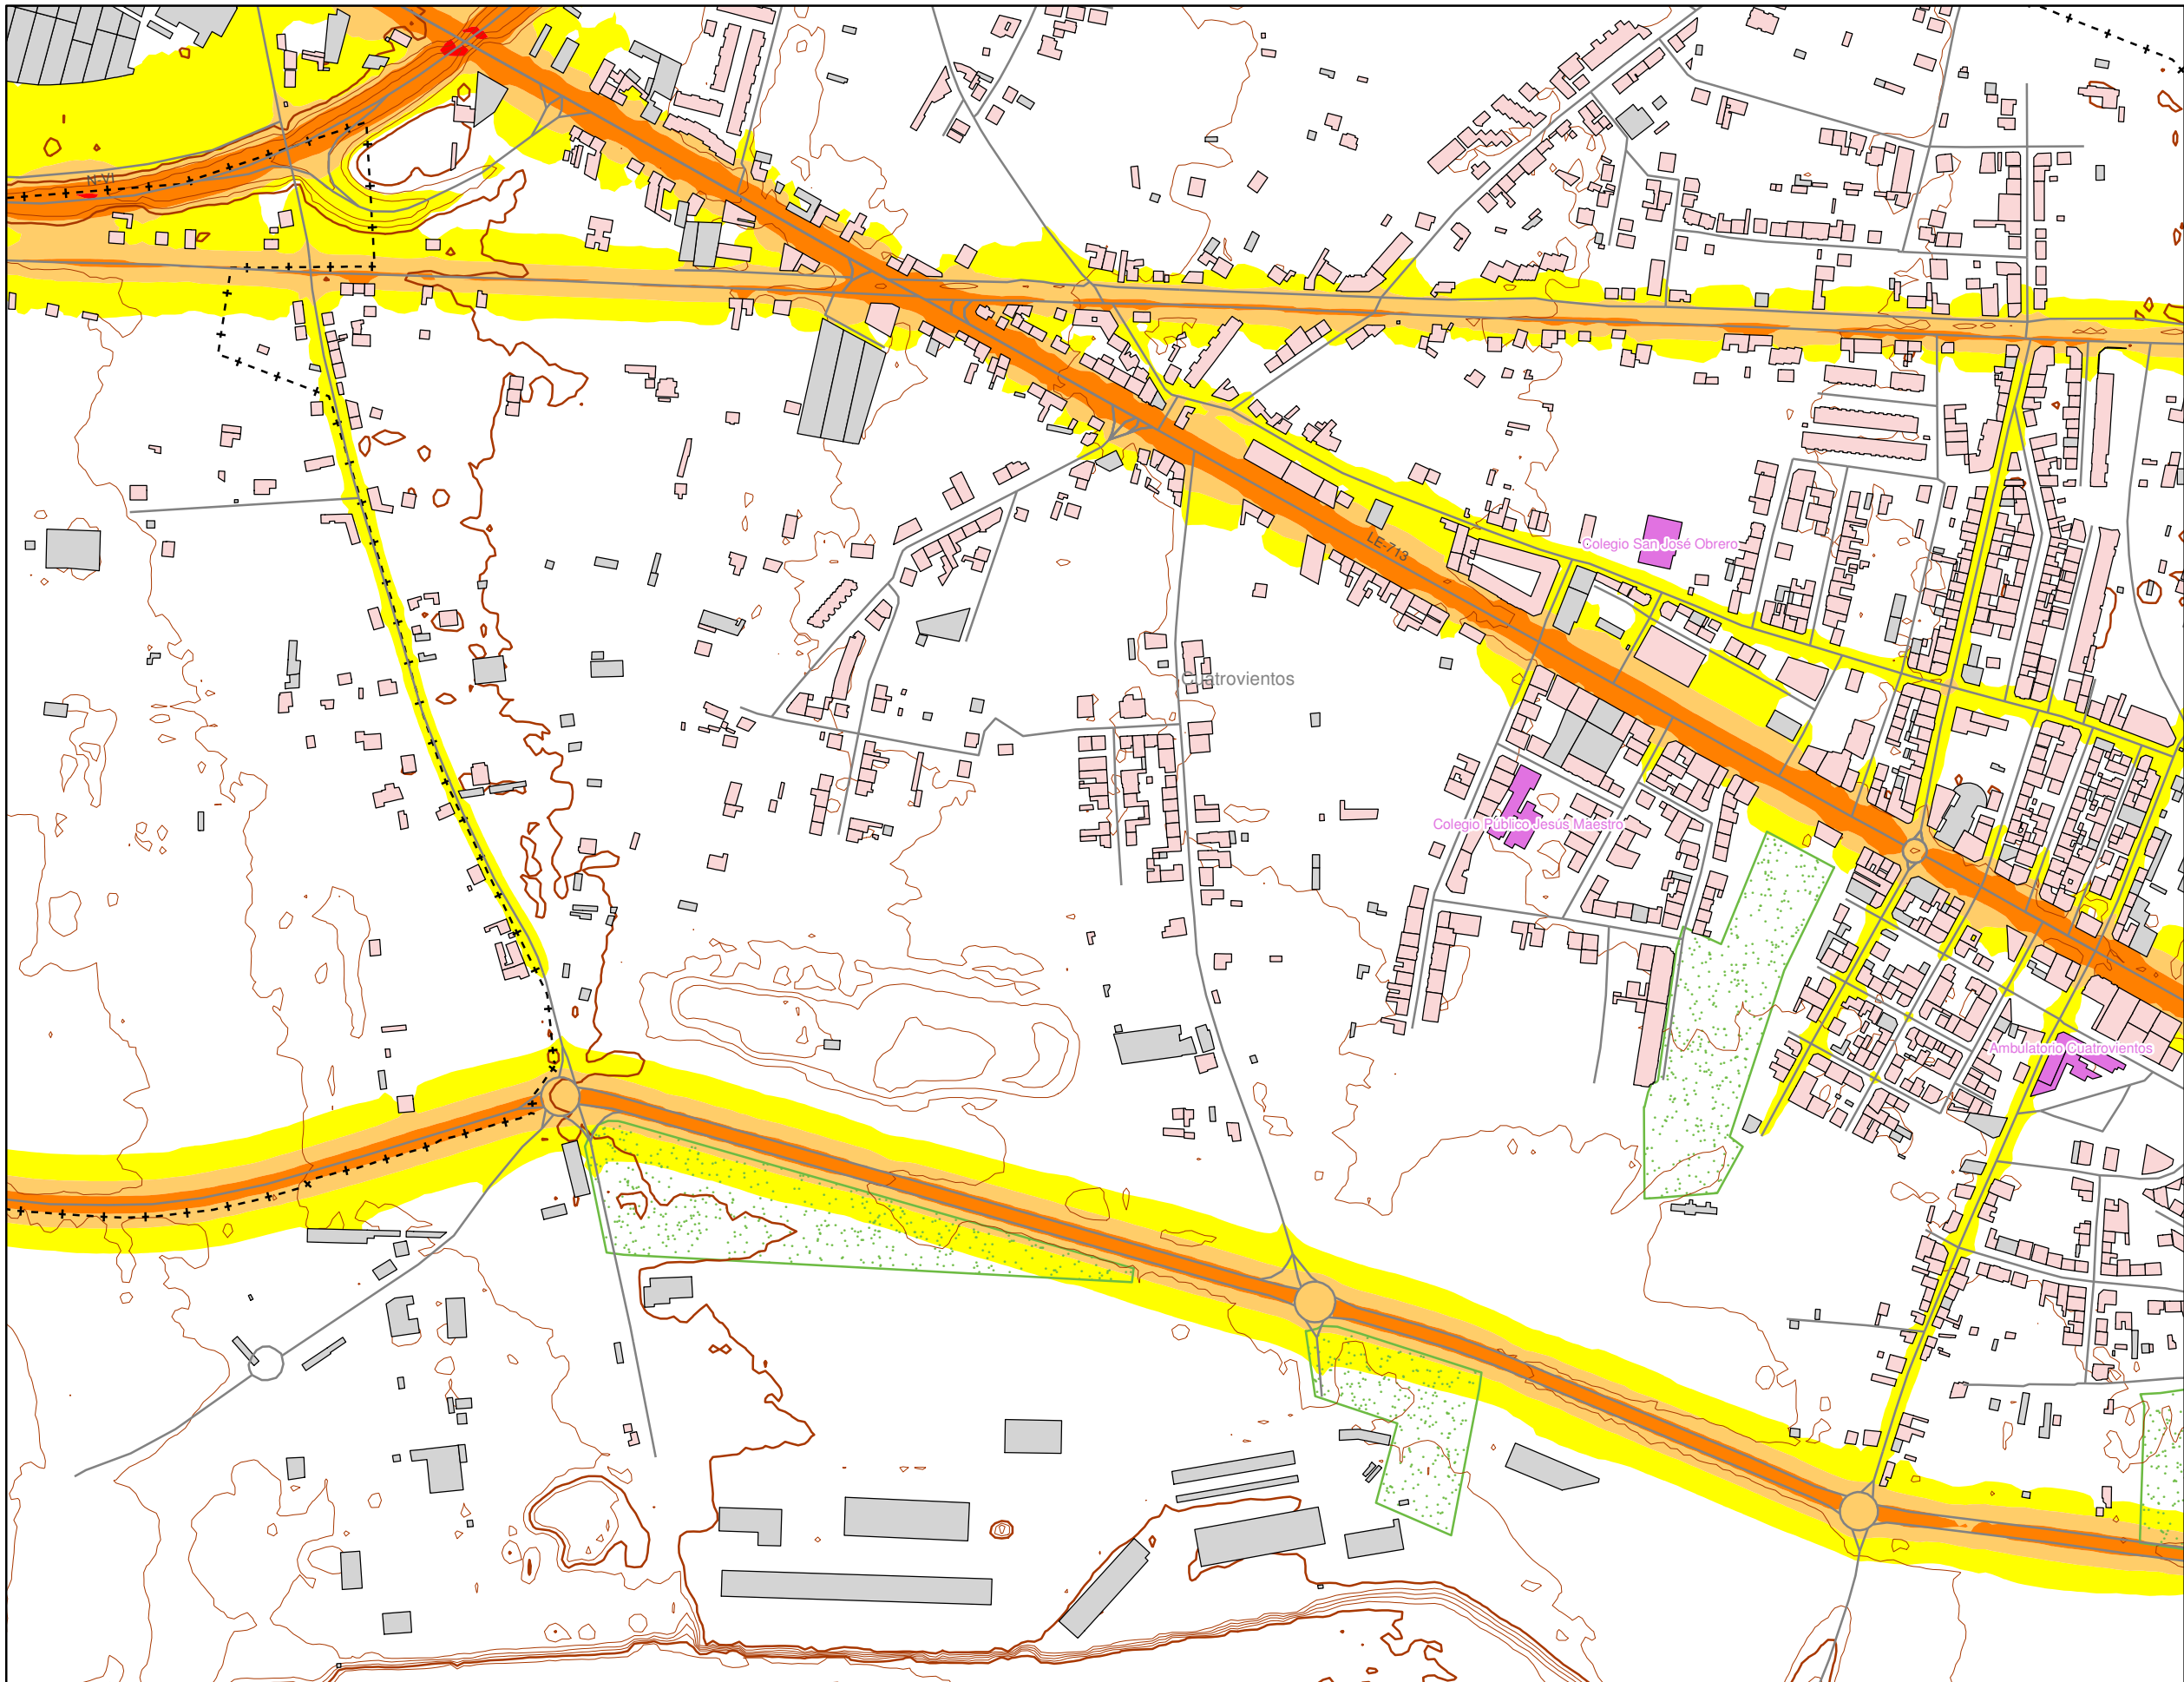 N-VI
LE-713
Colegio San José Obrero
Cuatrovientos
Colegio Público Jesús Maestro
Ambulatorio Cuatrovientos